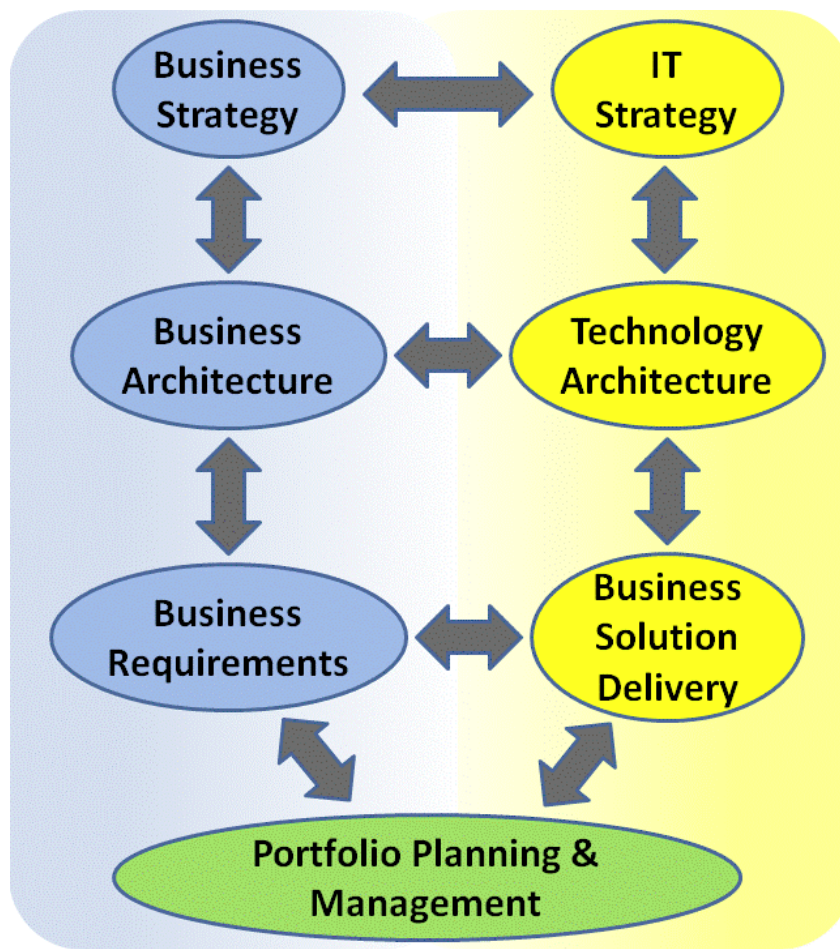 Business
Strategy
IT
Strategy
Business
Architecture
Technology
Architecture
Business
Requirements
Business
Solution
Delivery
Portfolio Planning &
Management